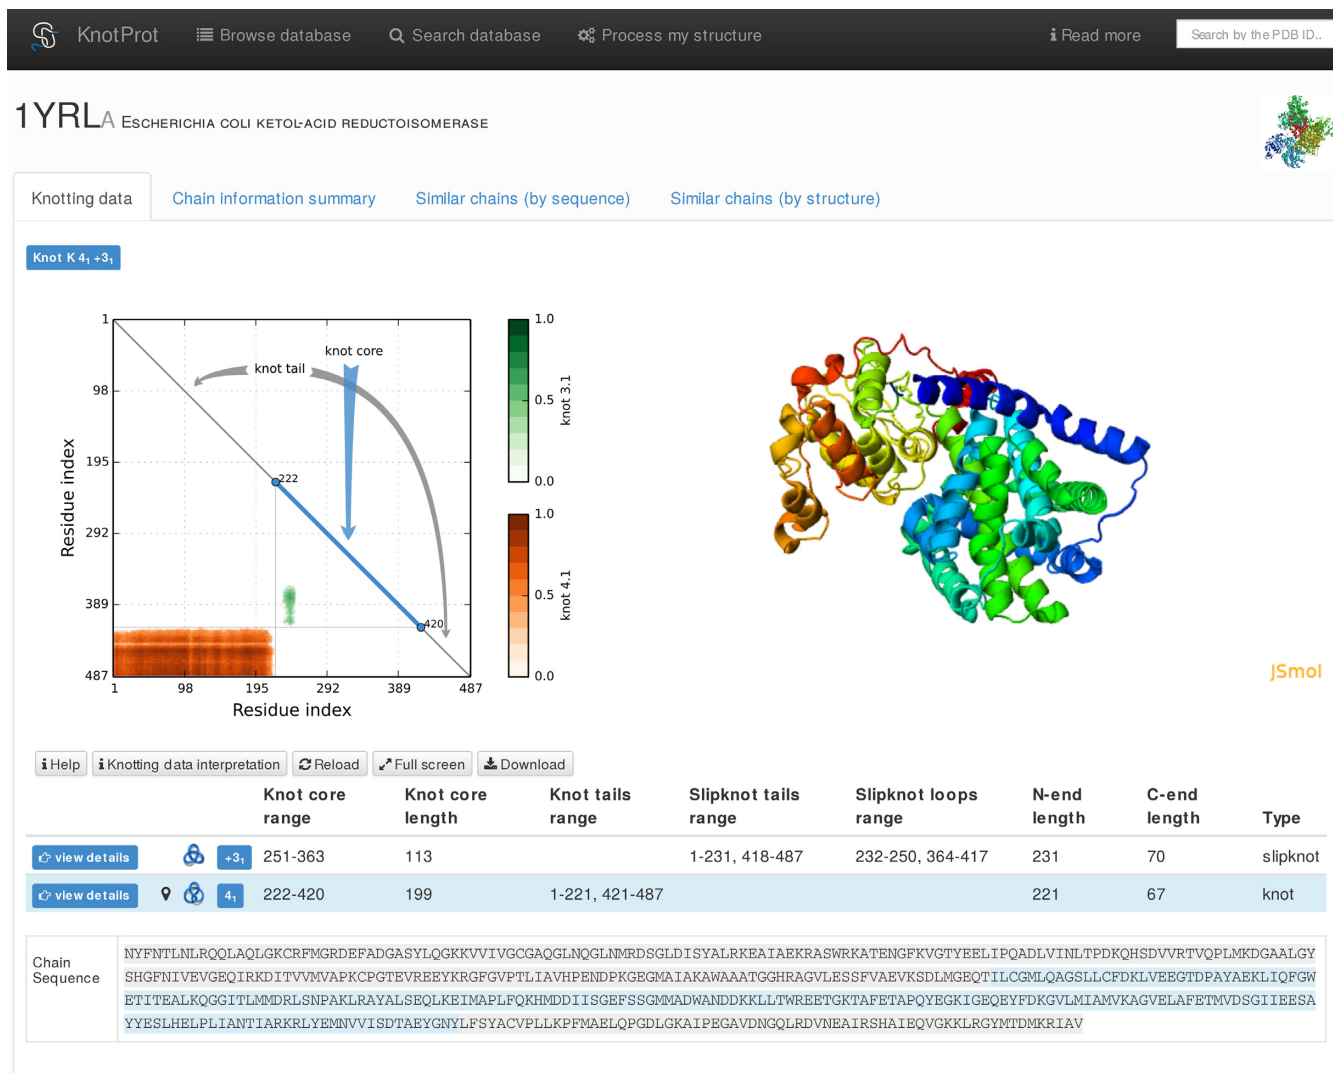 KnotProt Browse database Search database Process my structure Read more Search by the PDB ID..
1YRLA ESCHERICHIA COLI KETOL-ACID REDUCTOISOMERASE
Knotting data Chain information summary Similar chains (by sequence) Similar chains (by structure)
Knot K 4₁ +3₁
1
98
195
292
389
487
Residue index
knot tail
knot core
222
420
1 98 195 292 389 487
Residue index
1.0
0.5
0.0
knot 3.1
1.0
0.5
0.0
knot 4.1
JSmol
Help Knotting data interpretation Reload Full screen Download
Knot core range Knot core length Knot tails range Slipknot tails range Slipknot loops range N-end length C-end length Type
view details +3₁ 251-363 113 1-231, 418-487 232-250, 364-417 231 70 slipknot
view details 4₁ 222-420 199 1-221, 421-487 221 67 knot
Chain Sequence
NYFNTLNLRQQLAQLGKCRFMGRDEFADGASYLQGKKVVIVGCGAQGLNQGLNMRDSGLDISYALRKEAIAEKRASWRKATENGFKVGTYEELIPQADLVINLTPDKQHSDVVRTVQPLMKDGAALGY
SHGFNIVEVGEQIRKDITVVMVAPKCPGTEVREEYKRGFGVPTLIAVHPENDPKGEGMAIAKAWAAATGGHRAGVLESSFVAEVKSDLMGEQTILCGMLQAGSLLCFDKLVEEGTDPAYAEKLIQFGW
ETITEALKQGGITLMMDRLSNPAKLRAYALSEQLKEIMAPLFQKHMDDIISGEFSSGMMADWANDDKKLLTWREETGKTAFETAPQYEGKIGEQEYFDKGVLMIAMVKAGVELAFETMVDSGIIEESA
YYESLHELPLIANTIARKRLYEMNVVISDTAEYGNYLFSYACVPLLKPFMAELQPGDLGKAIPEGAVDNGQLRDVNEAIRSHAIEQVGKKLRGYMTDMKRIAV